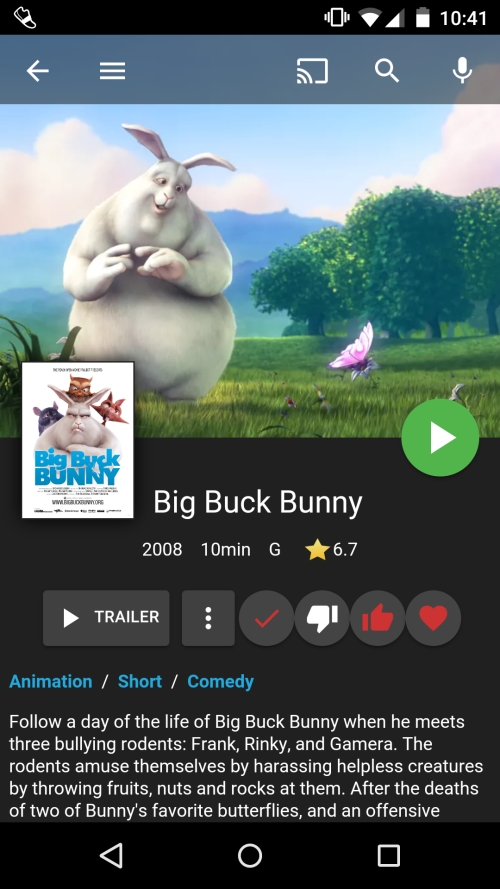 10:41
Big Buck
BUNNY
WWW.BIGBUCKBUNNY.ORG
Big Buck Bunny
2008 10min G 6.7
TRAILER
Animation / Short / Comedy
Follow a day of the life of Big Buck Bunny when he meets
three bullying rodents: Frank, Rinky, and Gamera. The
rodents amuse themselves by harassing helpless creatures
by throwing fruits, nuts and rocks at them. After the deaths
of two of Bunny's favorite butterflies, and an offensive